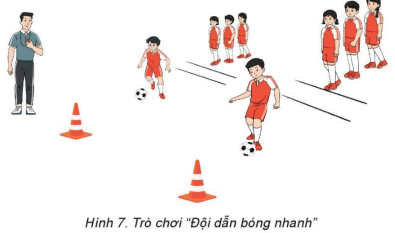 Hình 7. Trò chơi “Đội dẫn bóng nhanh”